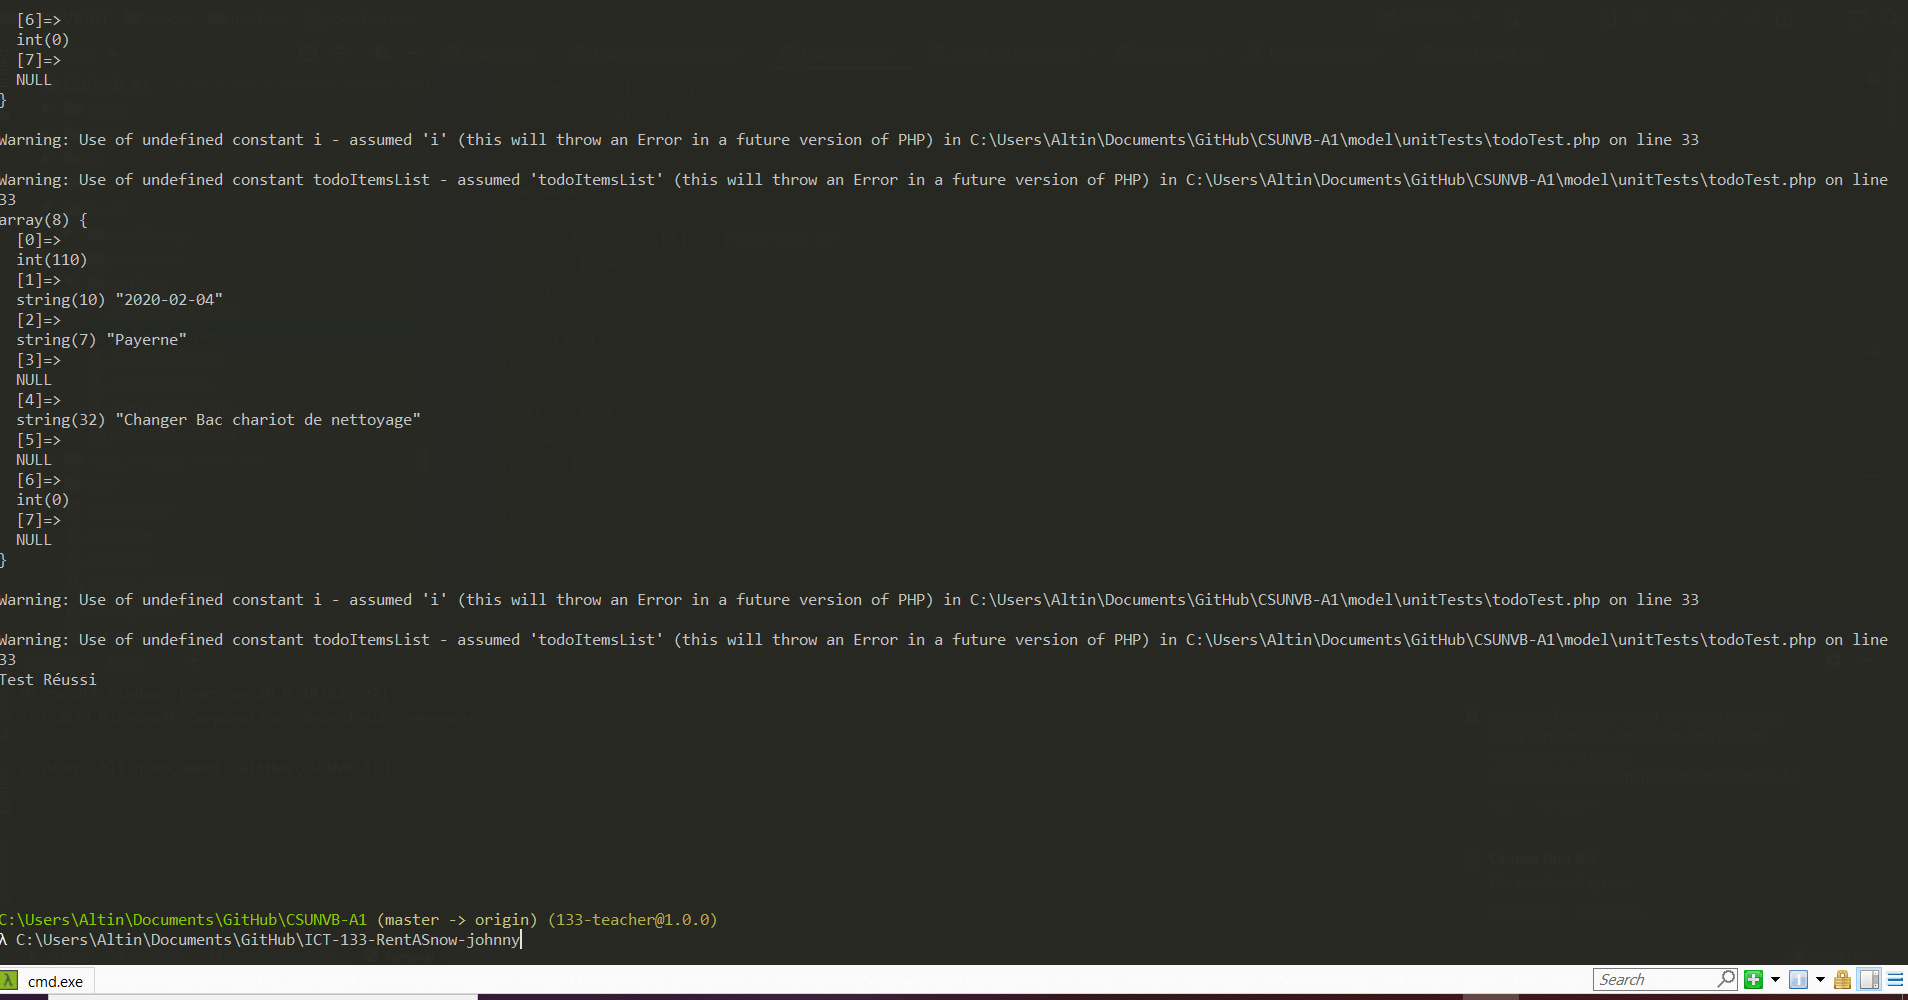 [6]=>
int(0)
[7]=>
NULL
}
Warning: Use of undefined constant i - assumed 'i' (this will throw an Error in a future version of PHP) in C:\Users\Altin\Documents\GitHub\CSUNVB-A1\model\unitTests\todoTest.php on line 33
Warning: Use of undefined constant todoItemsList - assumed 'todoItemsList' (this will throw an Error in a future version of PHP) in C:\Users\Altin\Documents\GitHub\CSUNVB-A1\model\unitTests\todoTest.php on line
33
array(8) {
[0]=>
int(110)
[1]=>
string(10) "2020-02-04"
[2]=>
string(7) "Payerne"
[3]=>
NULL
[4]=>
string(32) "Changer Bac chariot de nettoyage"
[5]=>
NULL
[6]=>
int(0)
[7]=>
NULL
}
Warning: Use of undefined constant i - assumed 'i' (this will throw an Error in a future version of PHP) in C:\Users\Altin\Documents\GitHub\CSUNVB-A1\model\unitTests\todoTest.php on line 33
Warning: Use of undefined constant todoItemsList - assumed 'todoItemsList' (this will throw an Error in a future version of PHP) in C:\Users\Altin\Documents\GitHub\CSUNVB-A1\model\unitTests\todoTest.php on line
33
Test Réussi
C:\Users\Altin\Documents\GitHub\CSUNVB-A1 (master -> origin) (133-teacher@1.0.0)
λ C:\Users\Altin\Documents\GitHub\ICT-133-RentASnow-johnny
λ cmd.exe
Search